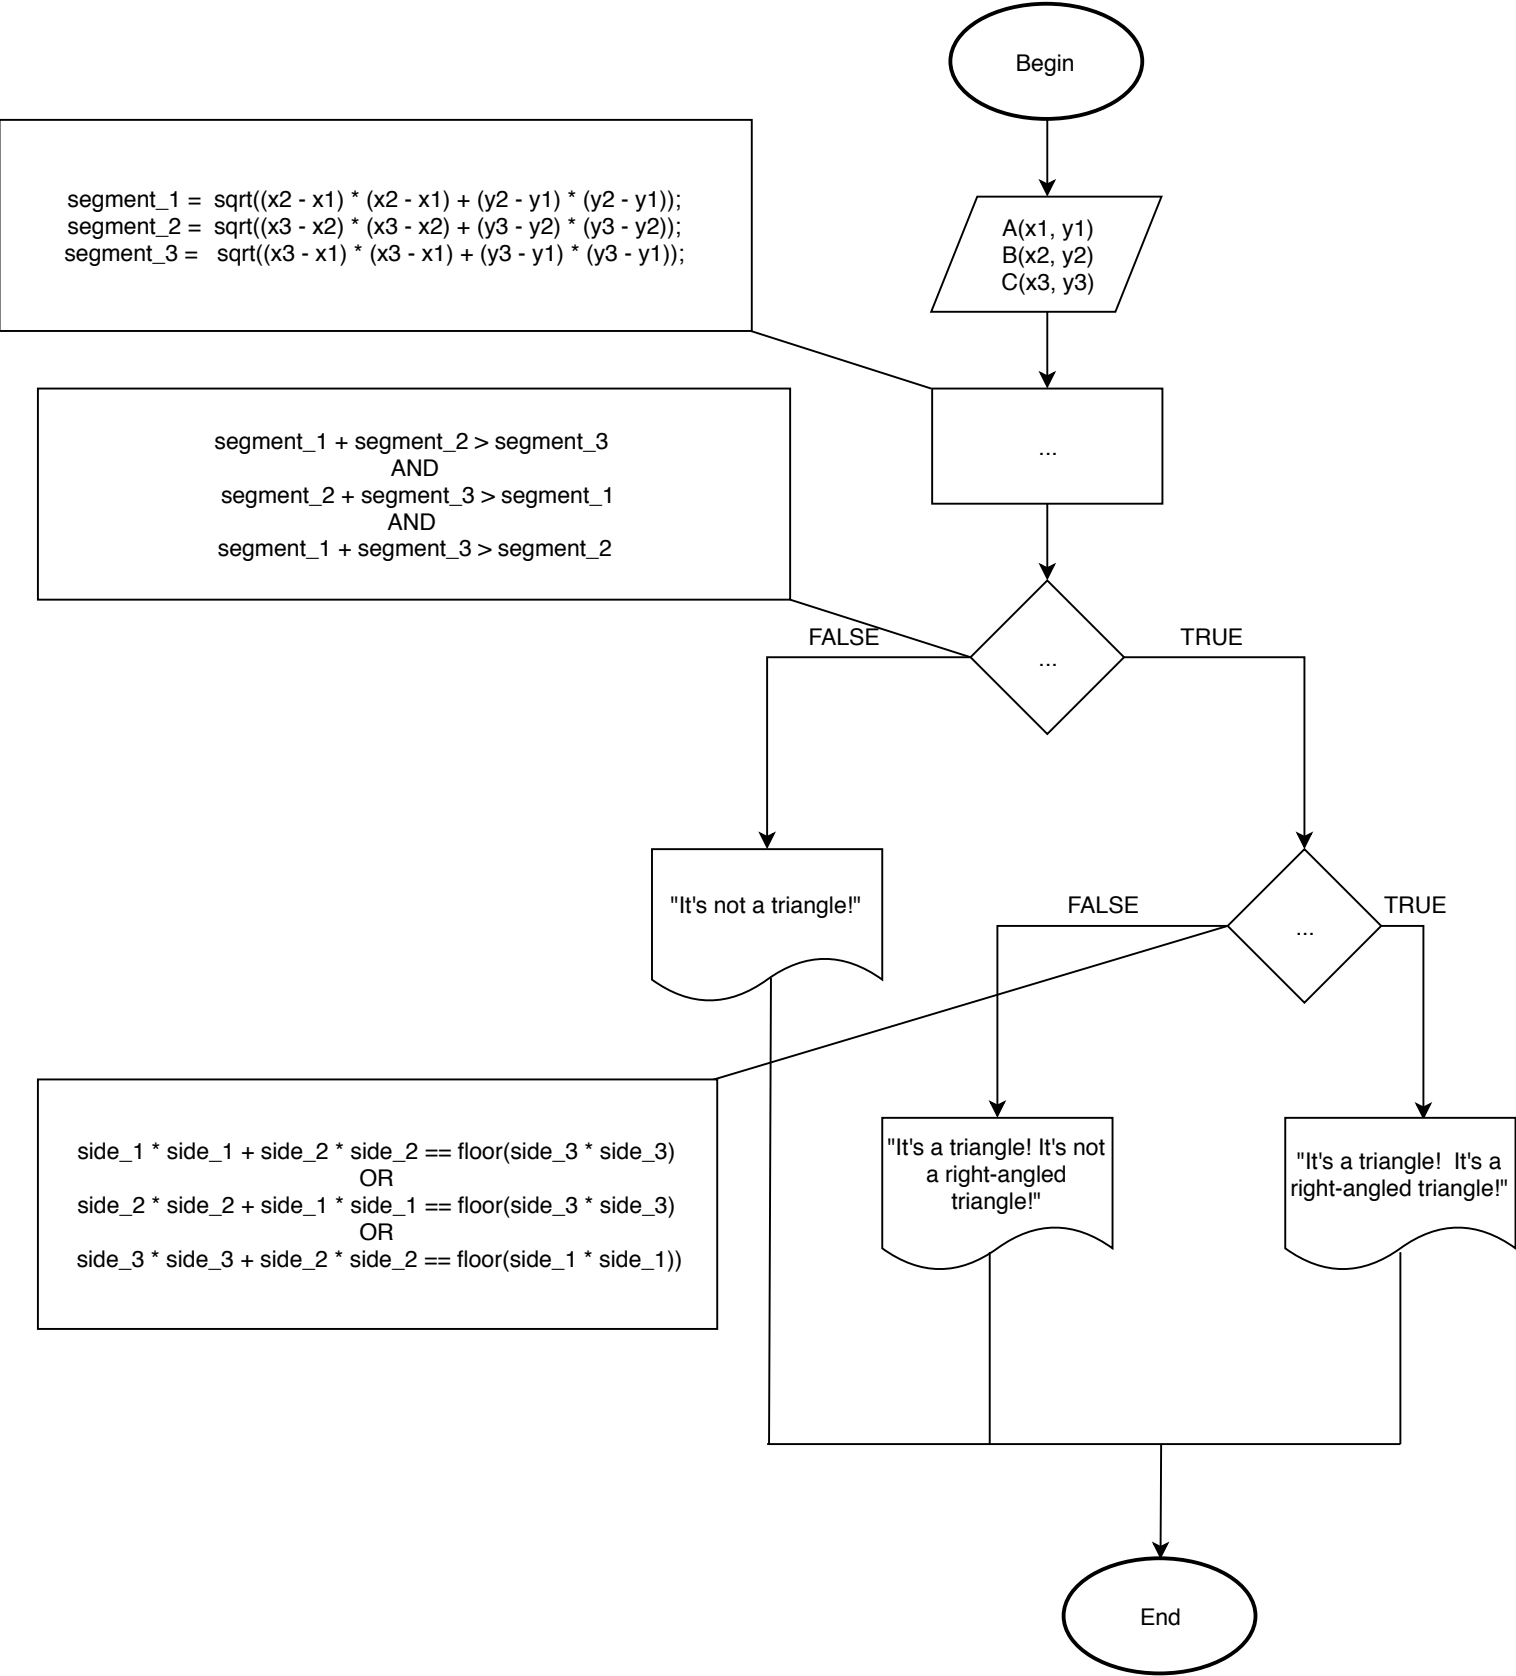 Begin
segment_1 =  sqrt((x2 - x1) * (x2 - x1) + (y2 - y1) * (y2 - y1));
segment_2 =  sqrt((x3 - x2) * (x3 - x2) + (y3 - y2) * (y3 - y2));
segment_3 =   sqrt((x3 - x1) * (x3 - x1) + (y3 - y1) * (y3 - y1));
A(x1, y1)
B(x2, y2)
C(x3, y3)
...
segment_1 + segment_2 > segment_3
AND
segment_2 + segment_3 > segment_1
AND
segment_1 + segment_3 > segment_2
FALSE
...
TRUE
"It's not a triangle!"
FALSE
...
TRUE
side_1 * side_1 + side_2 * side_2 == floor(side_3 * side_3)
OR
side_2 * side_2 + side_1 * side_1 == floor(side_3 * side_3)
OR
side_3 * side_3 + side_2 * side_2 == floor(side_1 * side_1))
"It's a triangle! It's not
a right-angled
triangle!"
"It's a triangle!  It's a
right-angled triangle!"
End